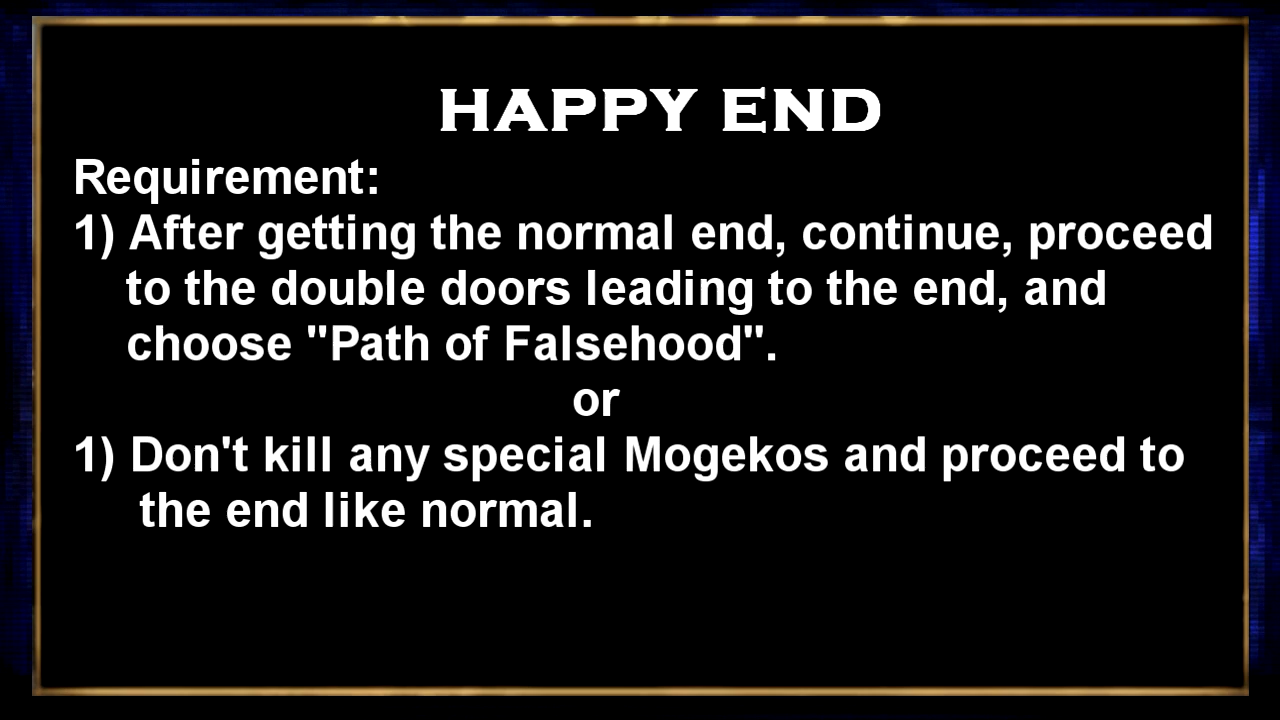 HAPPY END
Requirement:
1) After getting the normal end, continue, proceed
to the double doors leading to the end, and
choose "Path of Falsehood".
or
1) Don't kill any special Mogekos and proceed to
the end like normal.